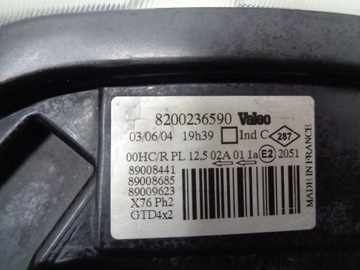 8200236590 Valeo
03/06/04 19h39 Ind C 287
00HC/R PL 12,5 02A 01 1a E2 2051
89008441
89008685
89009623
X76 Ph2
GTD4x2
MADE IN FRANCE